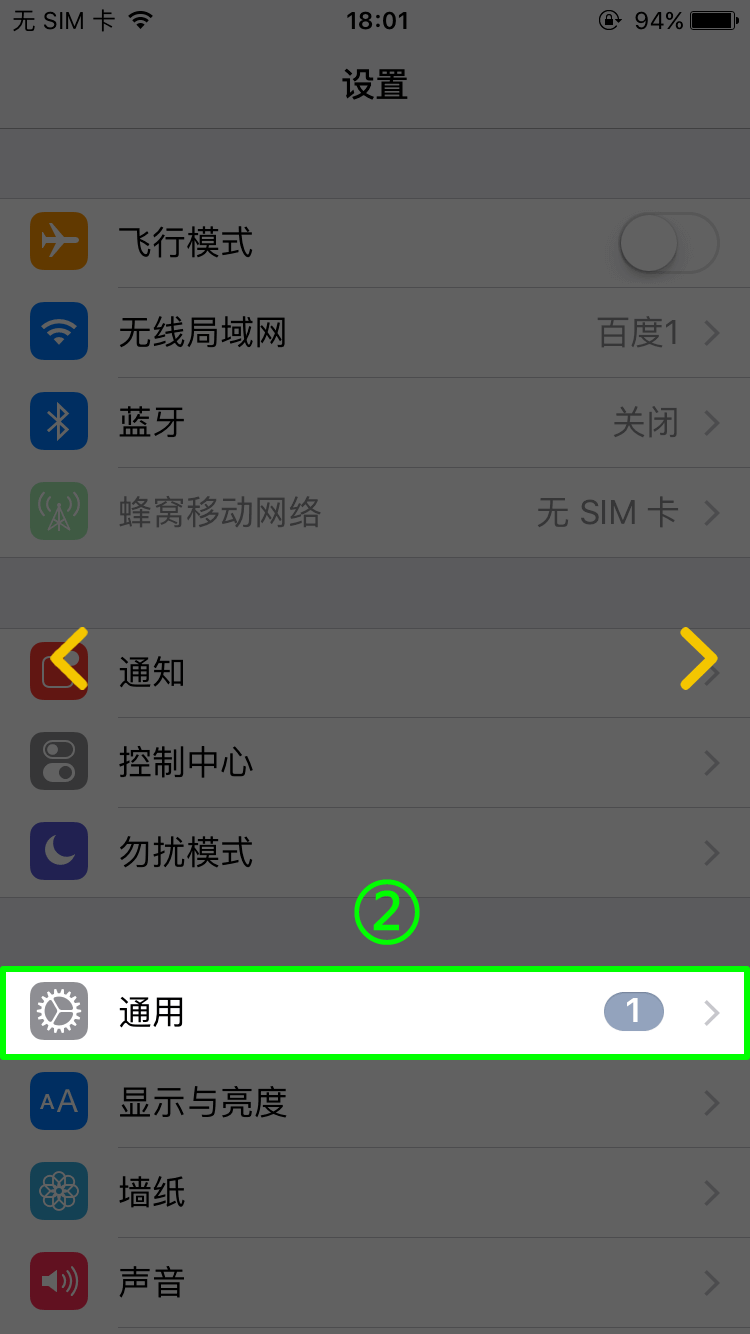 无 SIM 卡 18:01 94%
设置
飞行模式
无线局域网 百度1
蓝牙 关闭
蜂窝移动网络 无 SIM 卡
通知
控制中心
勿扰模式
②
通用 1
AA 显示与亮度
墙纸
声音